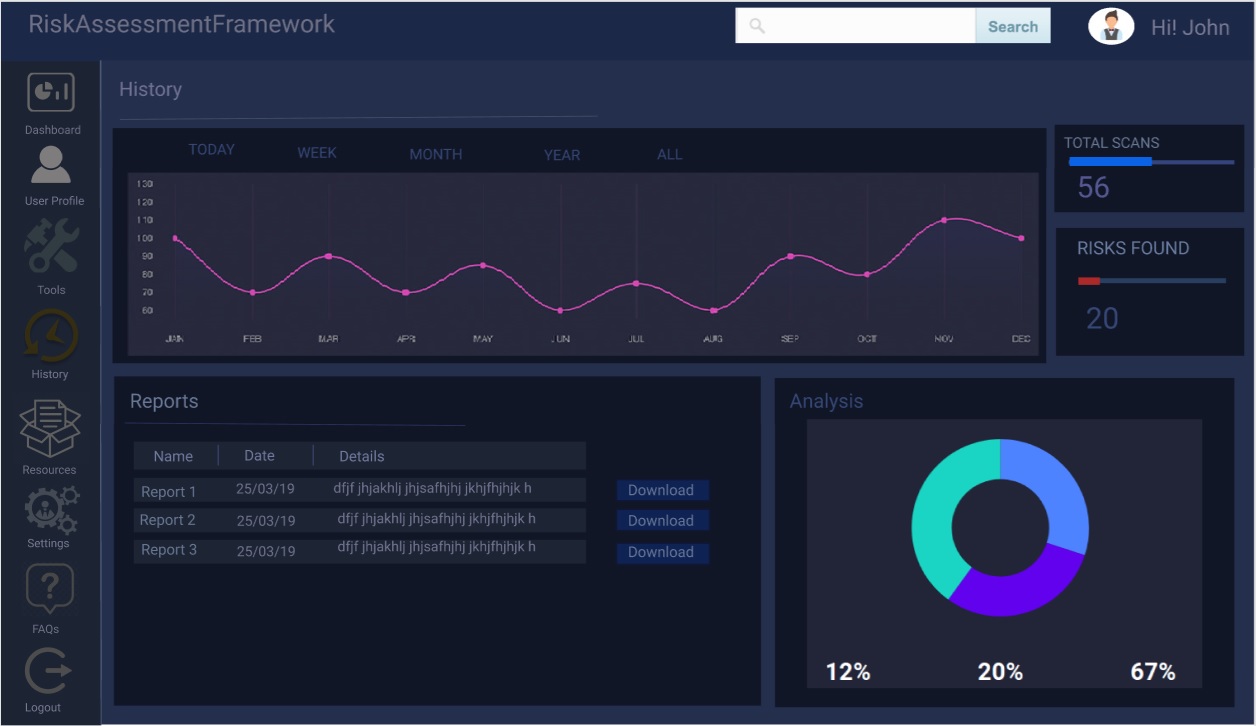 RiskAssessmentFramework
Search
Hi! John
Dashboard
User Profile
Tools
History
Resources
Settings
FAQs
Logout
History
TODAY WEEK MONTH YEAR ALL
130
120
110
100
90
80
70
60
JAN FEB MAR APR MAY JUN JUL AUG SEP OCT NOV DEC
TOTAL SCANS
56
RISKS FOUND
20
Reports
Name Date Details
Report 1 25/03/19 dfjf jhjakhlj jhjsafhjhj jkhjfhjhjk h Download
Report 2 25/03/19 dfjf jhjakhlj jhjsafhjhj jkhjfhjhjk h Download
Report 3 25/03/19 dfjf jhjakhlj jhjsafhjhj jkhjfhjhjk h Download
Analysis
12% 20% 67%